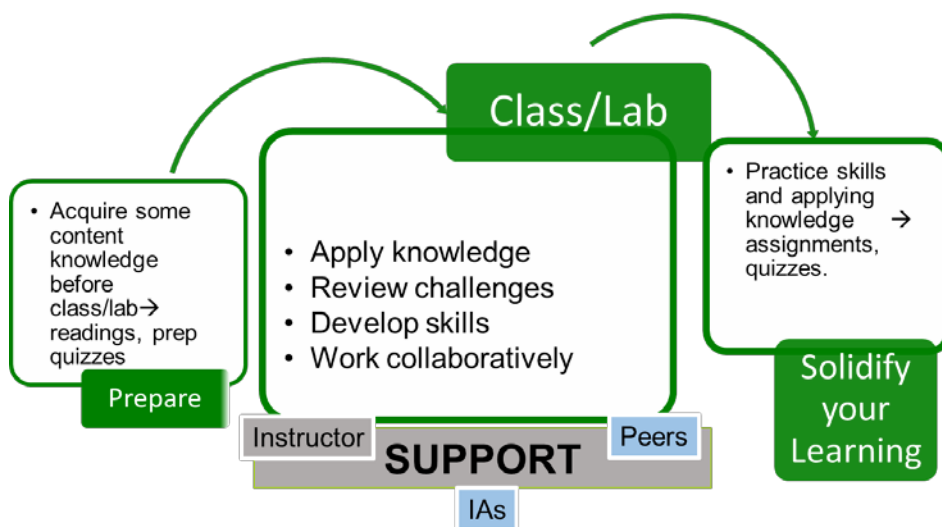 • Acquire some
content
knowledge
before
class/lab→
readings, prep
quizzes
Prepare
Class/Lab
• Apply knowledge
• Review challenges
• Develop skills
• Work collaboratively
Instructor
Peers
SUPPORT
IAs
• Practice skills
and applying
knowledge →
assignments,
quizzes.
Solidify
your
Learning